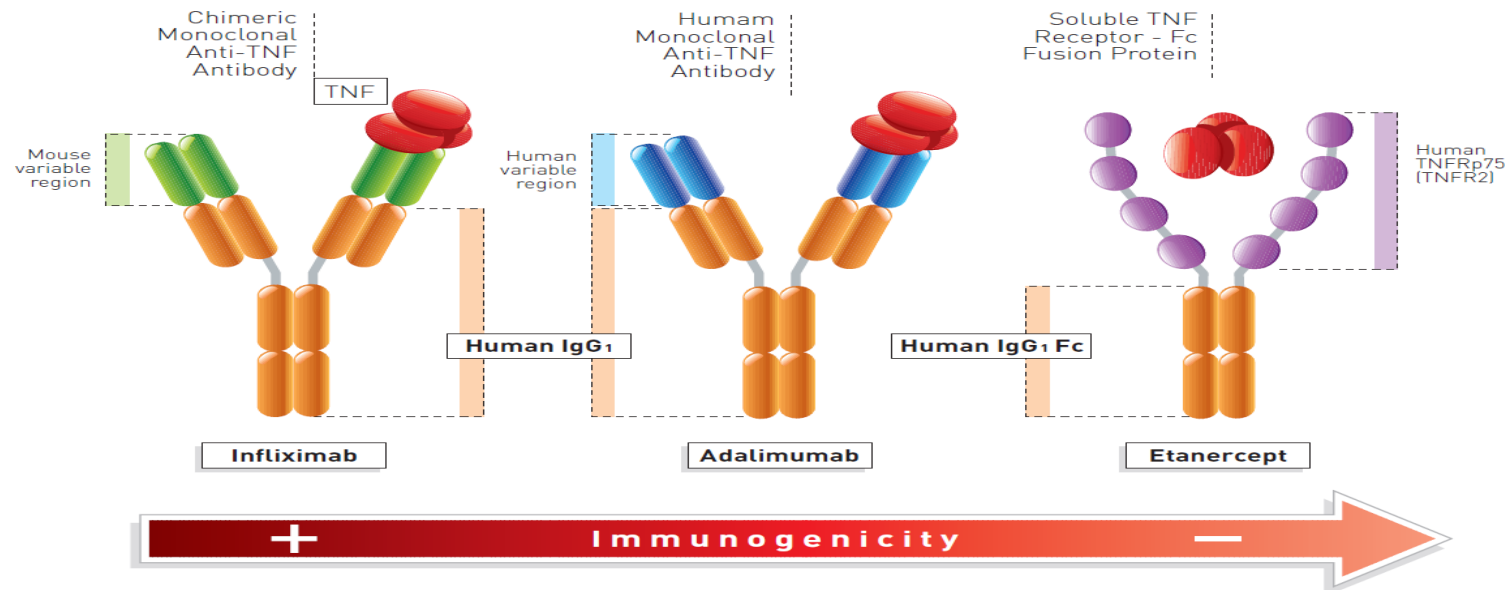 Chimeric
Monoclonal
Anti-TNF
Antibody
TNF
Mouse
variable
region
Humam
Monoclonal
Anti-TNF
Antibody
Human
variable
region
Soluble TNF
Receptor - Fc
Fusion Protein
Human
TNFRp75
(TNFR2)
Human IgG1
Human IgG1 Fc
Infliximab
Adalimumab
Etanercept
+ Immunogenicity −